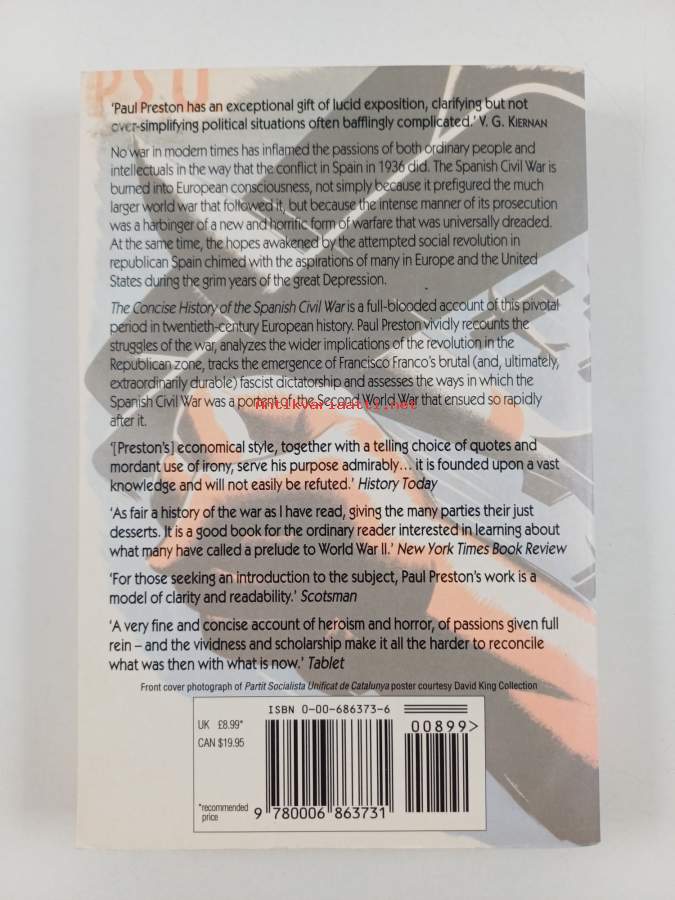 PSU
'Paul Preston has an exceptional gift of lucid exposition, clarifying but not
over-simplifying political situations often bafflingly complicated.' V. G. KIERNAN
No war in modern times has inflamed the passions of both ordinary people and
intellectuals in the way that the conflict in Spain in 1936 did. The Spanish Civil War is
burned into European consciousness, not simply because it prefigured the much
larger world war that followed it, but because the intense manner of its prosecution
was a harbinger of a new and horrific form of warfare that was universally dreaded.
At the same time, the hopes awakened by the attempted social revolution in
republican Spain chimed with the aspirations of many in Europe and the United
States during the grim years of the great Depression.
The Concise History of the Spanish Civil War is a full-blooded account of this pivotal
period in twentieth-century European history. Paul Preston vividly recounts the
struggles of the war, analyzes the wider implications of the revolution in the
Republican zone, tracks the emergence of Francisco Franco's brutal (and, ultimately,
extraordinarily durable) fascist dictatorship and assesses the ways in which the
Spanish Civil War was a portent of the Second World War that ensued so rapidly
after it.
Antikvariaatti.net
'[Preston's] economical style, together with a telling choice of quotes and
mordant use of irony, serve his purpose admirably... it is founded upon a vast
knowledge and will not easily be refuted.' History Today
'As fair a history of the war as I have read, giving the many parties their just
desserts. It is a good book for the ordinary reader interested in learning about
what many have called a prelude to World War II.' New York Times Book Review
'For those seeking an introduction to the subject, Paul Preston's work is a
model of clarity and readability.' Scotsman
'A very fine and concise account of heroism and horror, of passions given full
rein – and the vividness and scholarship make it all the harder to reconcile
what was then with what is now.' Tablet
Front cover photograph of Partit Socialista Unificat de Catalunya poster courtesy David King Collection
ISBN 0-00-686373-6
UK £8.99*
CAN $19.95
00899>
*recommended
price
9 780006 863731